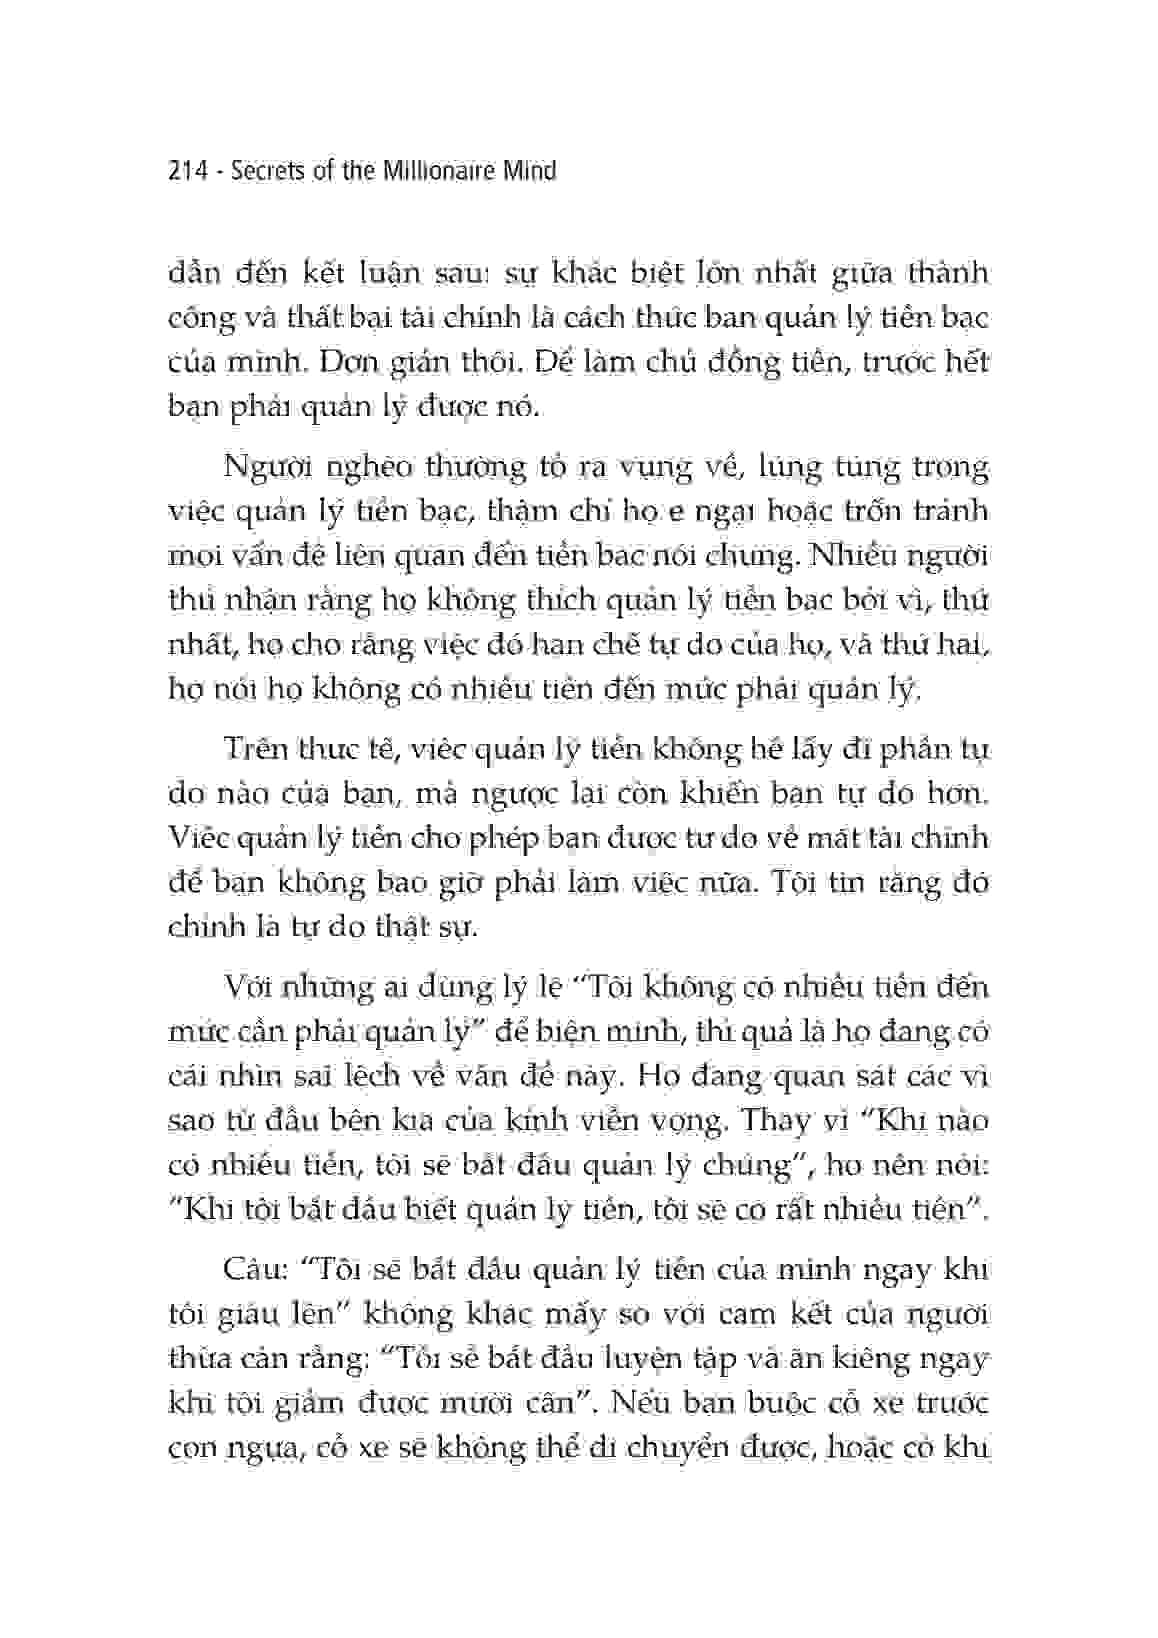 214 - Secrets of the Millionaire Mind
dẫn đến kết luận sau: sự khác biệt lớn nhất giữa thành
công và thất bại tài chính là cách thức bạn quản lý tiền bạc
của mình. Đơn giản thôi. Để làm chủ đồng tiền, trước hết
bạn phải quản lý được nó.
Người nghèo thường tỏ ra vụng về, lúng túng trong
việc quản lý tiền bạc, thậm chí họ e ngại hoặc trốn tránh
mọi vấn đề liên quan đến tiền bạc nói chung. Nhiều người
thú nhận rằng họ không thích quản lý tiền bạc bởi vì, thứ
nhất, họ cho rằng việc đó hạn chế tự do của họ, và thứ hai,
họ nói họ không có nhiều tiền đến mức phải quản lý.
Trên thực tế, việc quản lý tiền không hề lấy đi phần tự
do nào của bạn, mà ngược lại còn khiến bạn tự do hơn.
Việc quản lý tiền cho phép bạn được tự do về mặt tài chính
để bạn không bao giờ phải làm việc nữa. Tôi tin rằng đó
chính là tự do thật sự.
Với những ai dùng lý lẽ “Tôi không có nhiều tiền đến
mức cần phải quản lý” để biện minh, thì quả là họ đang có
cái nhìn sai lệch về vấn đề này. Họ đang quan sát các vì
sao từ đầu bên kia của kính viễn vọng. Thay vì “Khi nào
có nhiều tiền, tôi sẽ bắt đầu quản lý chúng”, họ nên nói:
“Khi tôi bắt đầu biết quản lý tiền, tôi sẽ có rất nhiều tiền”.
Câu: “Tôi sẽ bắt đầu quản lý tiền của mình ngay khi
tôi giàu lên” không khác mấy so với cam kết của người
thừa cân rằng: “Tôi sẽ bắt đầu luyện tập và ăn kiêng ngay
khi tôi giảm được mười cân”. Nếu bạn buộc cỗ xe trước
con ngựa, cỗ xe sẽ không thể di chuyển được, hoặc có khi